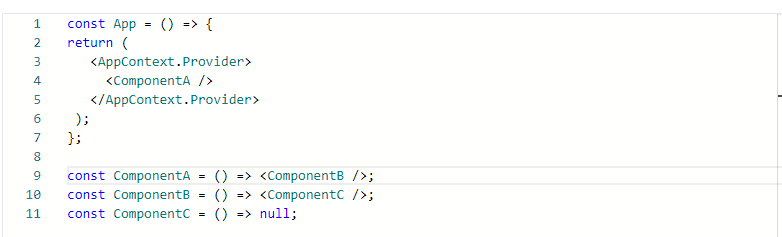 1 const App = () => {
2 return (
3 <AppContext.Provider>
4 <ComponentA />
5 </AppContext.Provider>
6 );
7 };
8
9 const ComponentA = () => <ComponentB />;
10 const ComponentB = () => <ComponentC />;
11 const ComponentC = () => null;